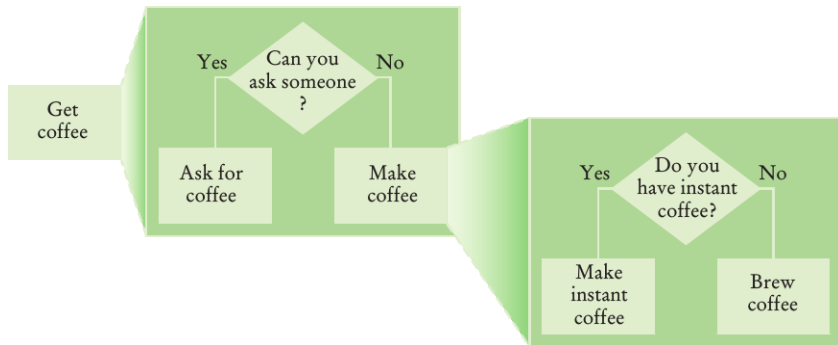 Get
coffee
Yes
Can you
ask someone
?
No
Ask for
coffee
Make
coffee
Yes
Do you
have instant
coffee?
No
Make
instant
coffee
Brew
coffee